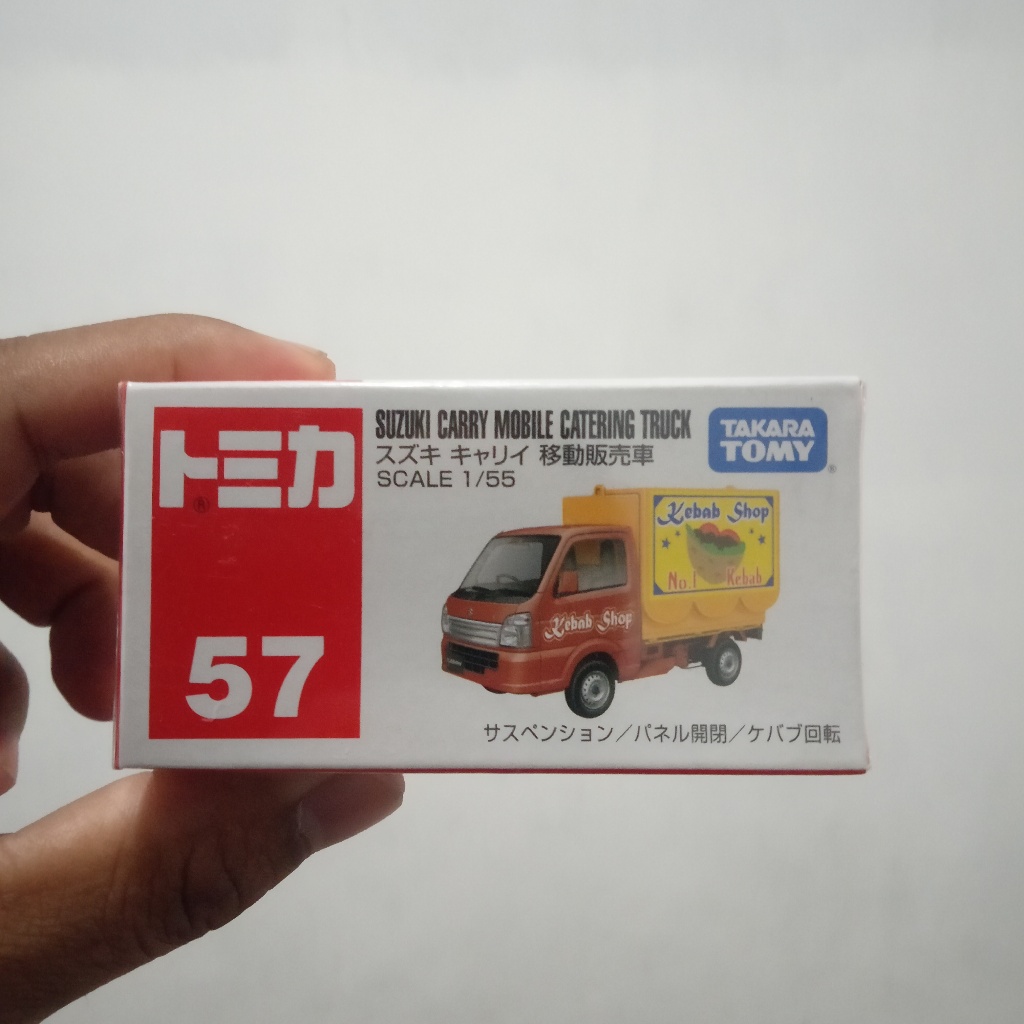 トミカ
®
57
SUZUKI CARRY MOBILE CATERING TRUCK
スズキ キャリイ 移動販売車
SCALE 1/55
TAKARA
TOMY®
Kebab Shop
No.1 Kebab
Kebab Shop
サスペンション／パネル開閉／ケバブ回転